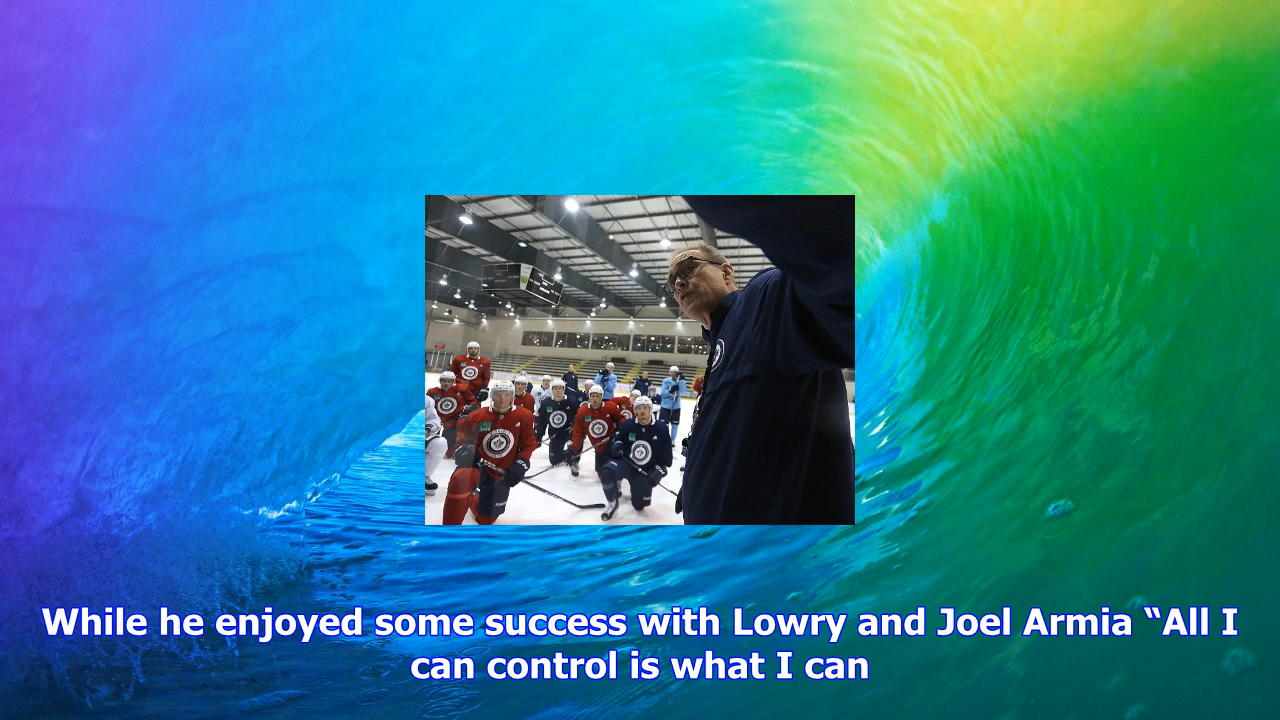 While he enjoyed some success with Lowry and Joel Armia “All I
can control is what I can